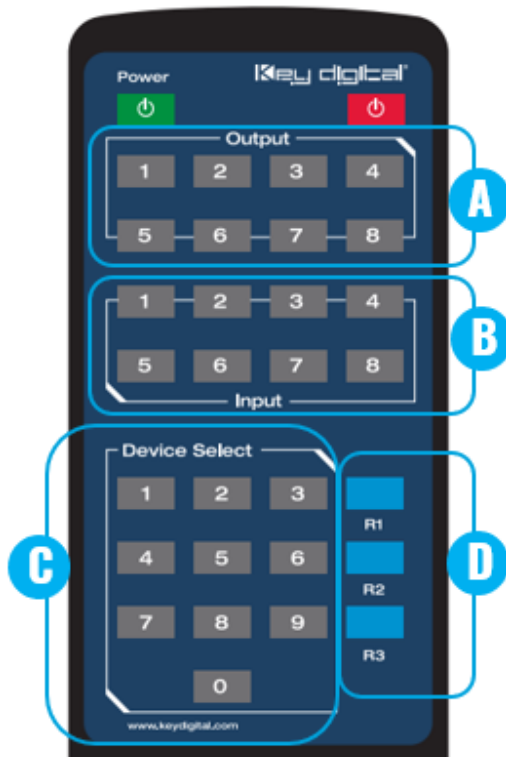 Power Key digital
Output
1 2 3 4
A
5 6 7 8
1 2 3 4
B
5 6 7 8
Input
Device Select
1 2 3
R1
C 4 5 6 D
R2
7 8 9
R3
0
www.keydigital.com